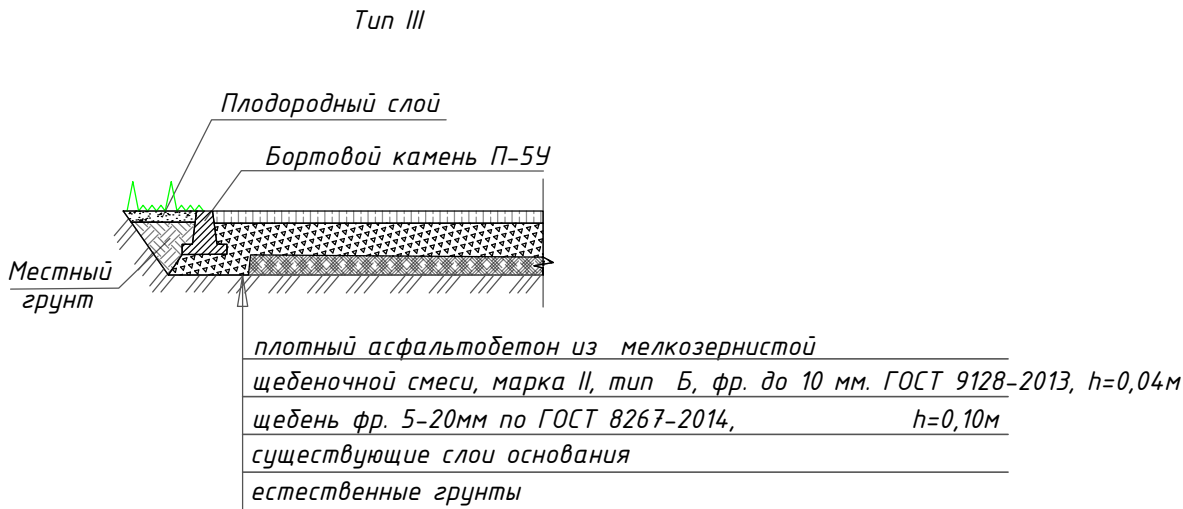 Тип III
Плодородный слой
Бортовой камень П-5У
Местный
грунт
плотный асфальтобетон из мелкозернистой
щебеночной смеси, марка II, тип Б, фр. до 10 мм. ГОСТ 9128-2013, h=0,04м
щебень фр. 5-20мм по ГОСТ 8267-2014, h=0,10м
существующие слои основания
естественные грунты